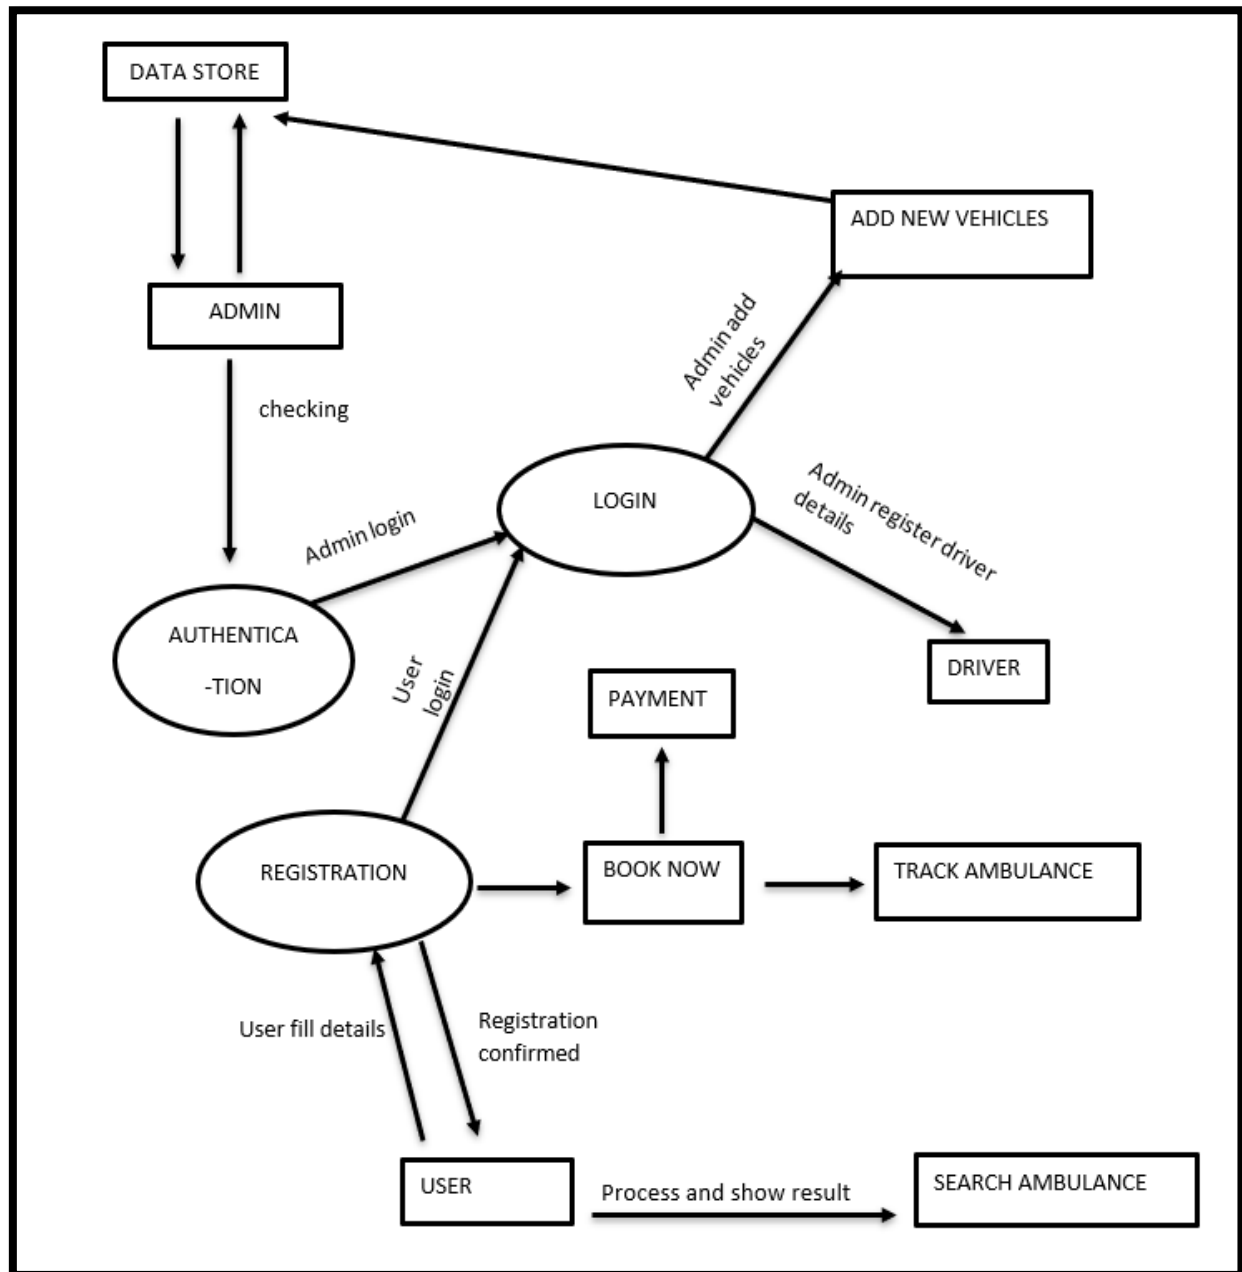 DATA STORE
ADD NEW VEHICLES
ADMIN
Admin add
vehicles
checking
LOGIN
Admin register driver
details
Admin login
AUTHENTICA
-TION
DRIVER
User
login
PAYMENT
REGISTRATION
BOOK NOW
TRACK AMBULANCE
User fill details
Registration
confirmed
USER
Process and show result
SEARCH AMBULANCE